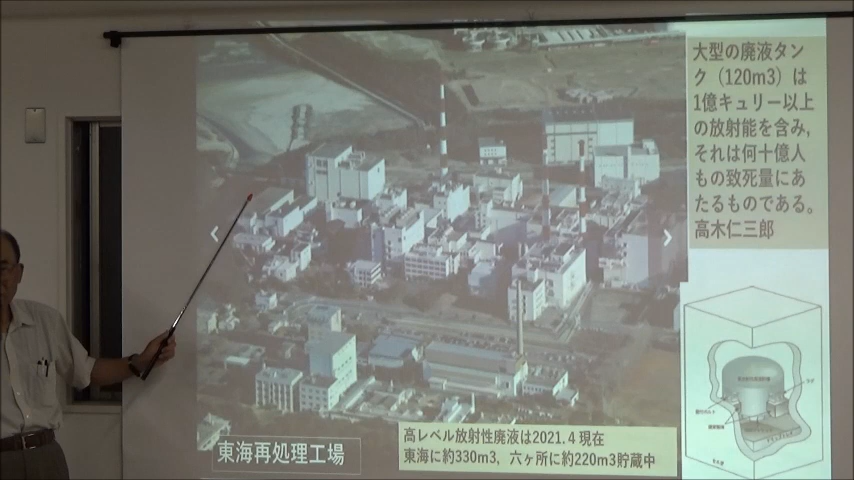 大型の廃液タン
ク（120m3）は
1億キュリー以上
の放射能を含み，
それは何十億人
もの致死量にあ
たるものである。
高木仁三郎
東海再処理工場
高レベル放射性廃液は2021.4 現在
東海に約330m3，六ヶ所に約220m3貯蔵中